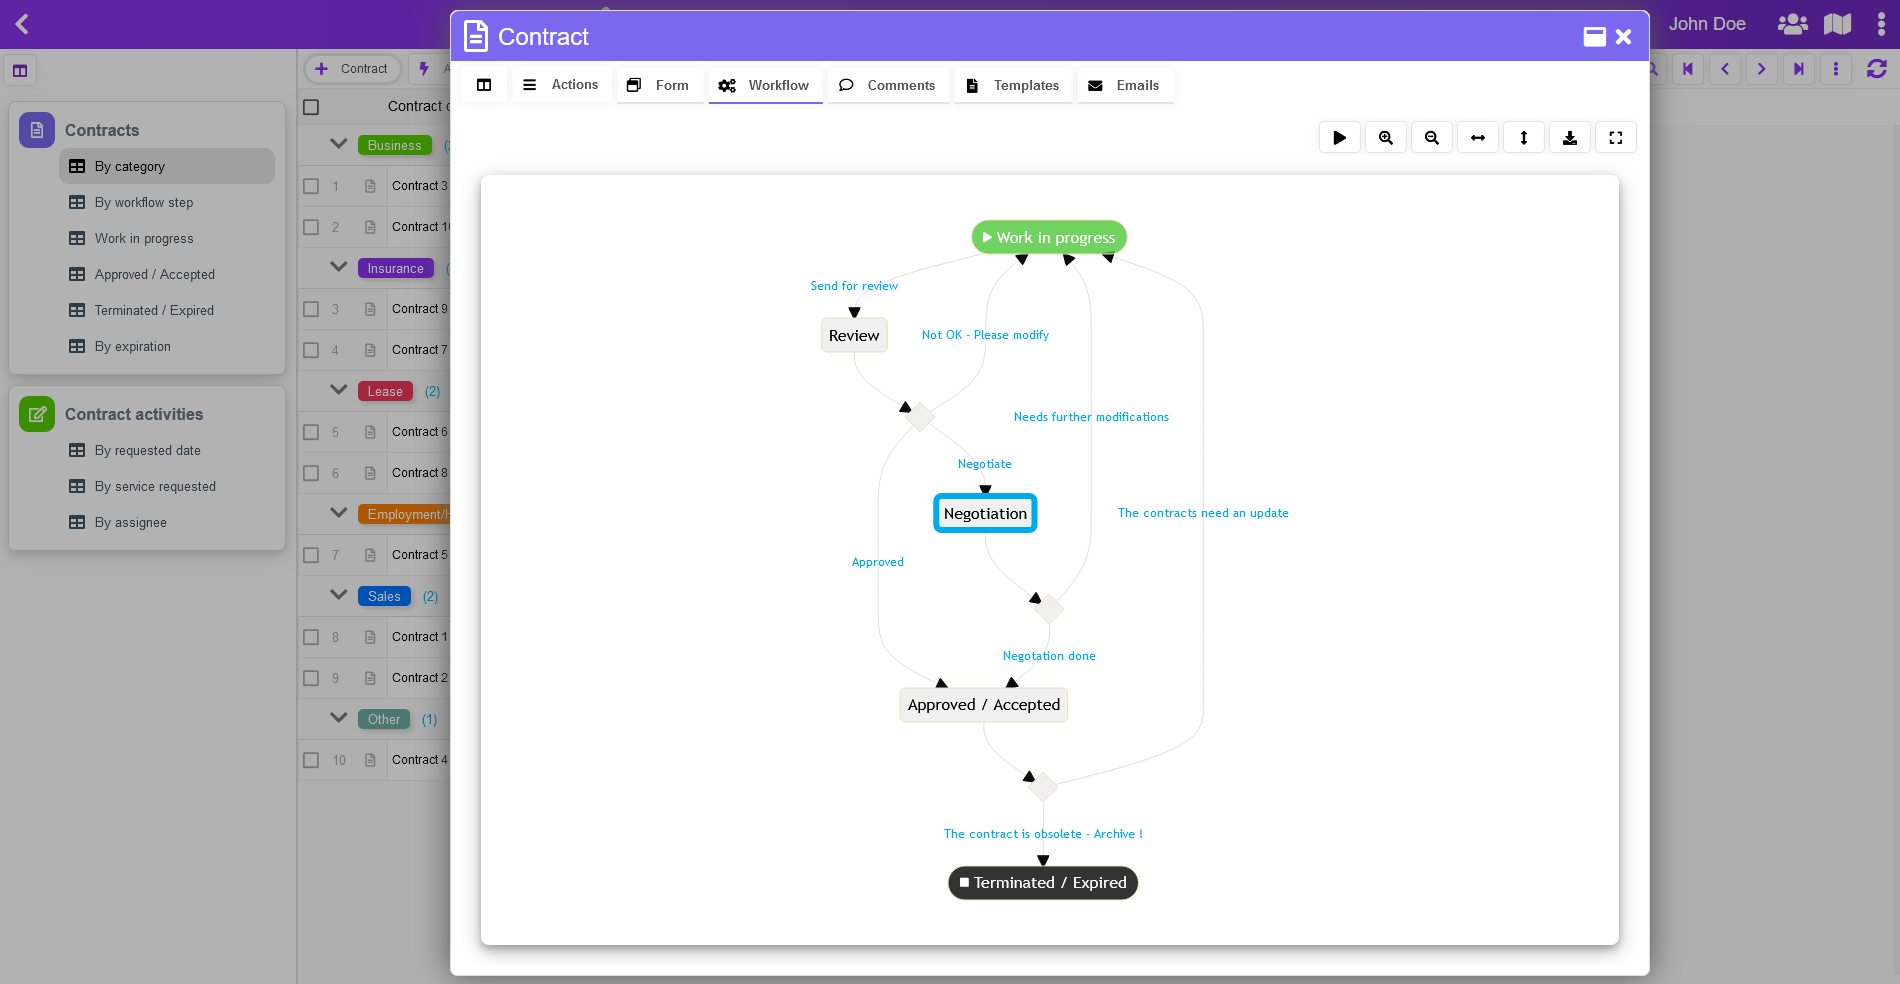 John Doe
Contract
Actions
Form
Workflow
Comments
Templates
Emails
Contract
Contracts
By category
By workflow step
Work in progress
Approved / Accepted
Terminated / Expired
By expiration
Contract activities
By requested date
By service requested
By assignee
Contract
Business
1 Contract 3
2 Contract 10
Insurance
3 Contract 9
4 Contract 7
Lease (2)
5 Contract 6
6 Contract 8
Employment/
7 Contract 5
Sales (2)
8 Contract 1
9 Contract 2
Other (1)
10 Contract 4
Work in progress
Send for review
Review
Not OK - Please modify
Needs further modifications
Negotiate
Negotiation
The contracts need an update
Approved
Negotation done
Approved / Accepted
The contract is obsolete - Archive !
Terminated / Expired